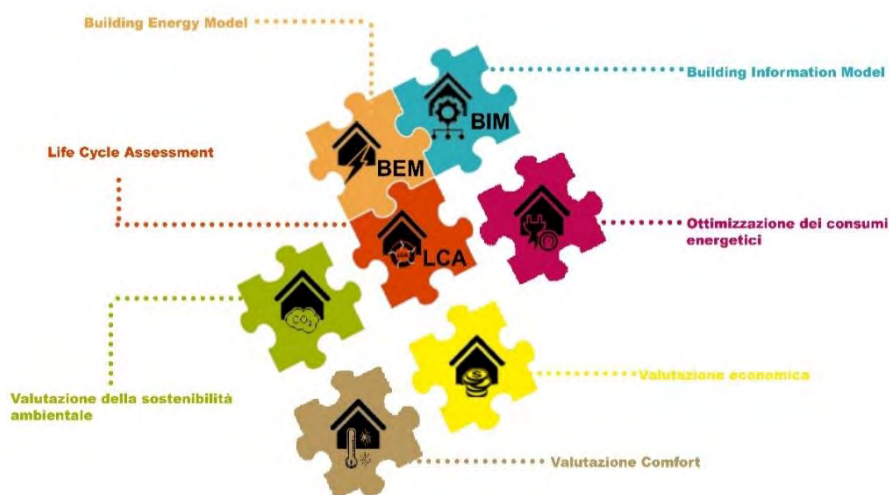 Building Energy Model
Building Information Model
BIM
BEM
Life Cycle Assessment
LCA
Ottimizzazione dei consumi
energetici
CO₂
Valutazione della sostenibilità
ambientale
$
Valutazione economica
Valutazione Comfort